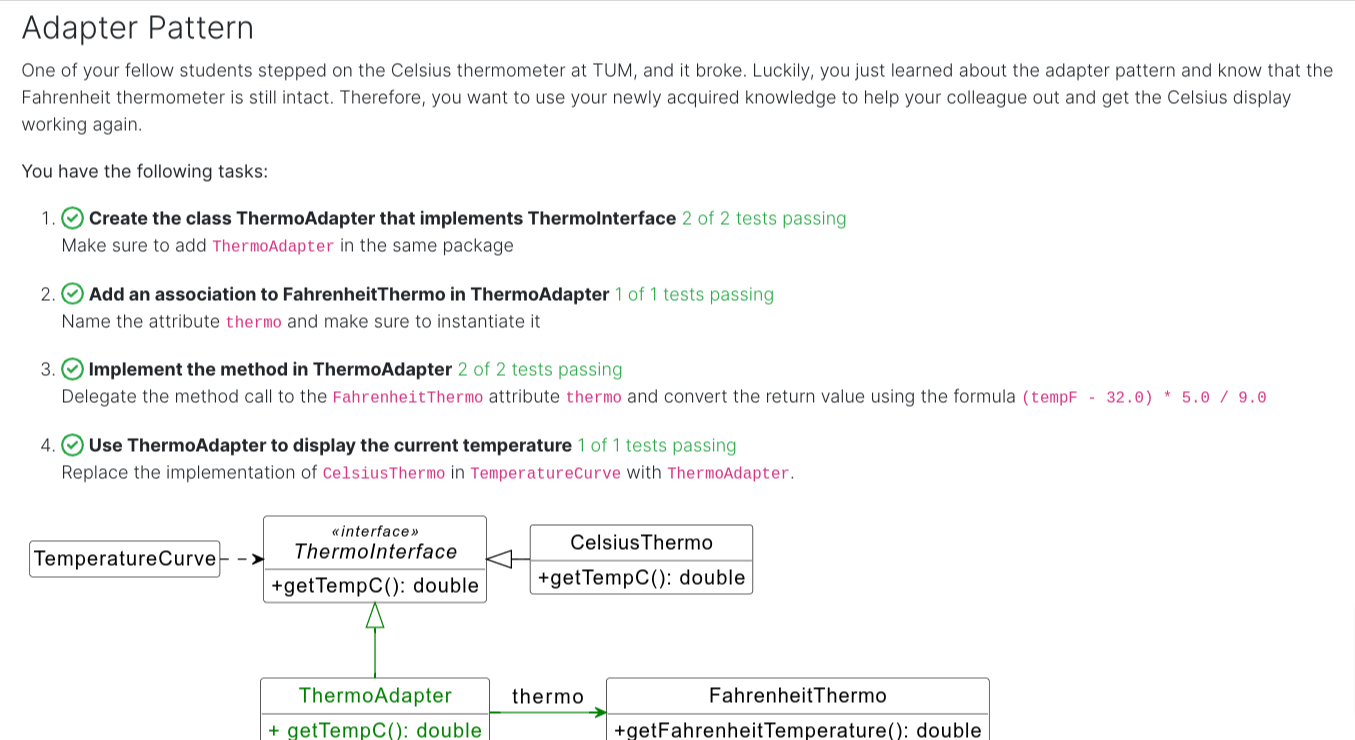 Adapter Pattern
One of your fellow students stepped on the Celsius thermometer at TUM, and it broke. Luckily, you just learned about the adapter pattern and know that the
Fahrenheit thermometer is still intact. Therefore, you want to use your newly acquired knowledge to help your colleague out and get the Celsius display
working again.
You have the following tasks:
1. Create the class ThermoAdapter that implements ThermoInterface 2 of 2 tests passing
Make sure to add ThermoAdapter in the same package
2. Add an association to FahrenheitThermo in ThermoAdapter 1 of 1 tests passing
Name the attribute thermo and make sure to instantiate it
3. Implement the method in ThermoAdapter 2 of 2 tests passing
Delegate the method call to the FahrenheitThermo attribute thermo and convert the return value using the formula (tempF - 32.0) * 5.0 / 9.0
4. Use ThermoAdapter to display the current temperature 1 of 1 tests passing
Replace the implementation of CelsiusThermo in TemperatureCurve with ThermoAdapter.
TemperatureCurve
«interface»
ThermoInterface
+getTempC(): double
CelsiusThermo
+getTempC(): double
ThermoAdapter
+ getTempC(): double
thermo
FahrenheitThermo
+getFahrenheitTemperature(): double